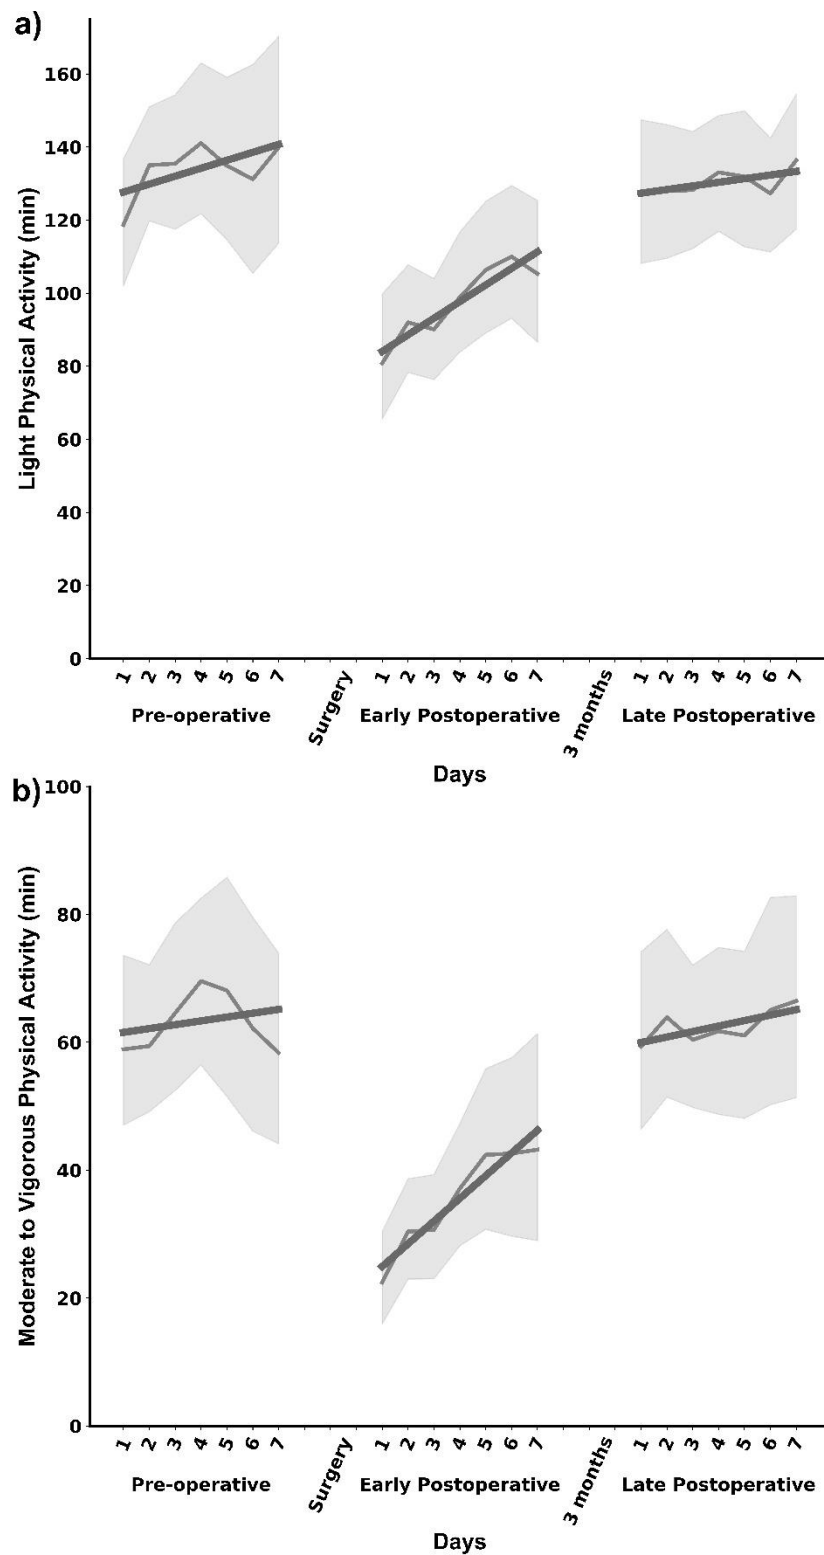 a)
Light Physical Activity (min)
160
140
120
100
80
60
40
20
0
1 2 3 4 5 6 7 Surgery 1 2 3 4 5 6 7 3 months 1 2 3 4 5 6 7
Pre-operative Early Postoperative Late Postoperative
Days
b)
Moderate to Vigorous Physical Activity (min)
100
80
60
40
20
0
1 2 3 4 5 6 7 Surgery 1 2 3 4 5 6 7 3 months 1 2 3 4 5 6 7
Pre-operative Early Postoperative Late Postoperative
Days